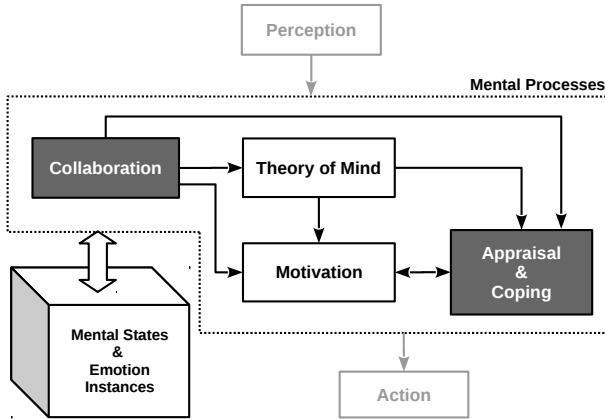 Perception
Mental Processes
Collaboration
Theory of Mind
Motivation
Appraisal
&
Coping
Mental States
&
Emotion
Instances
Action